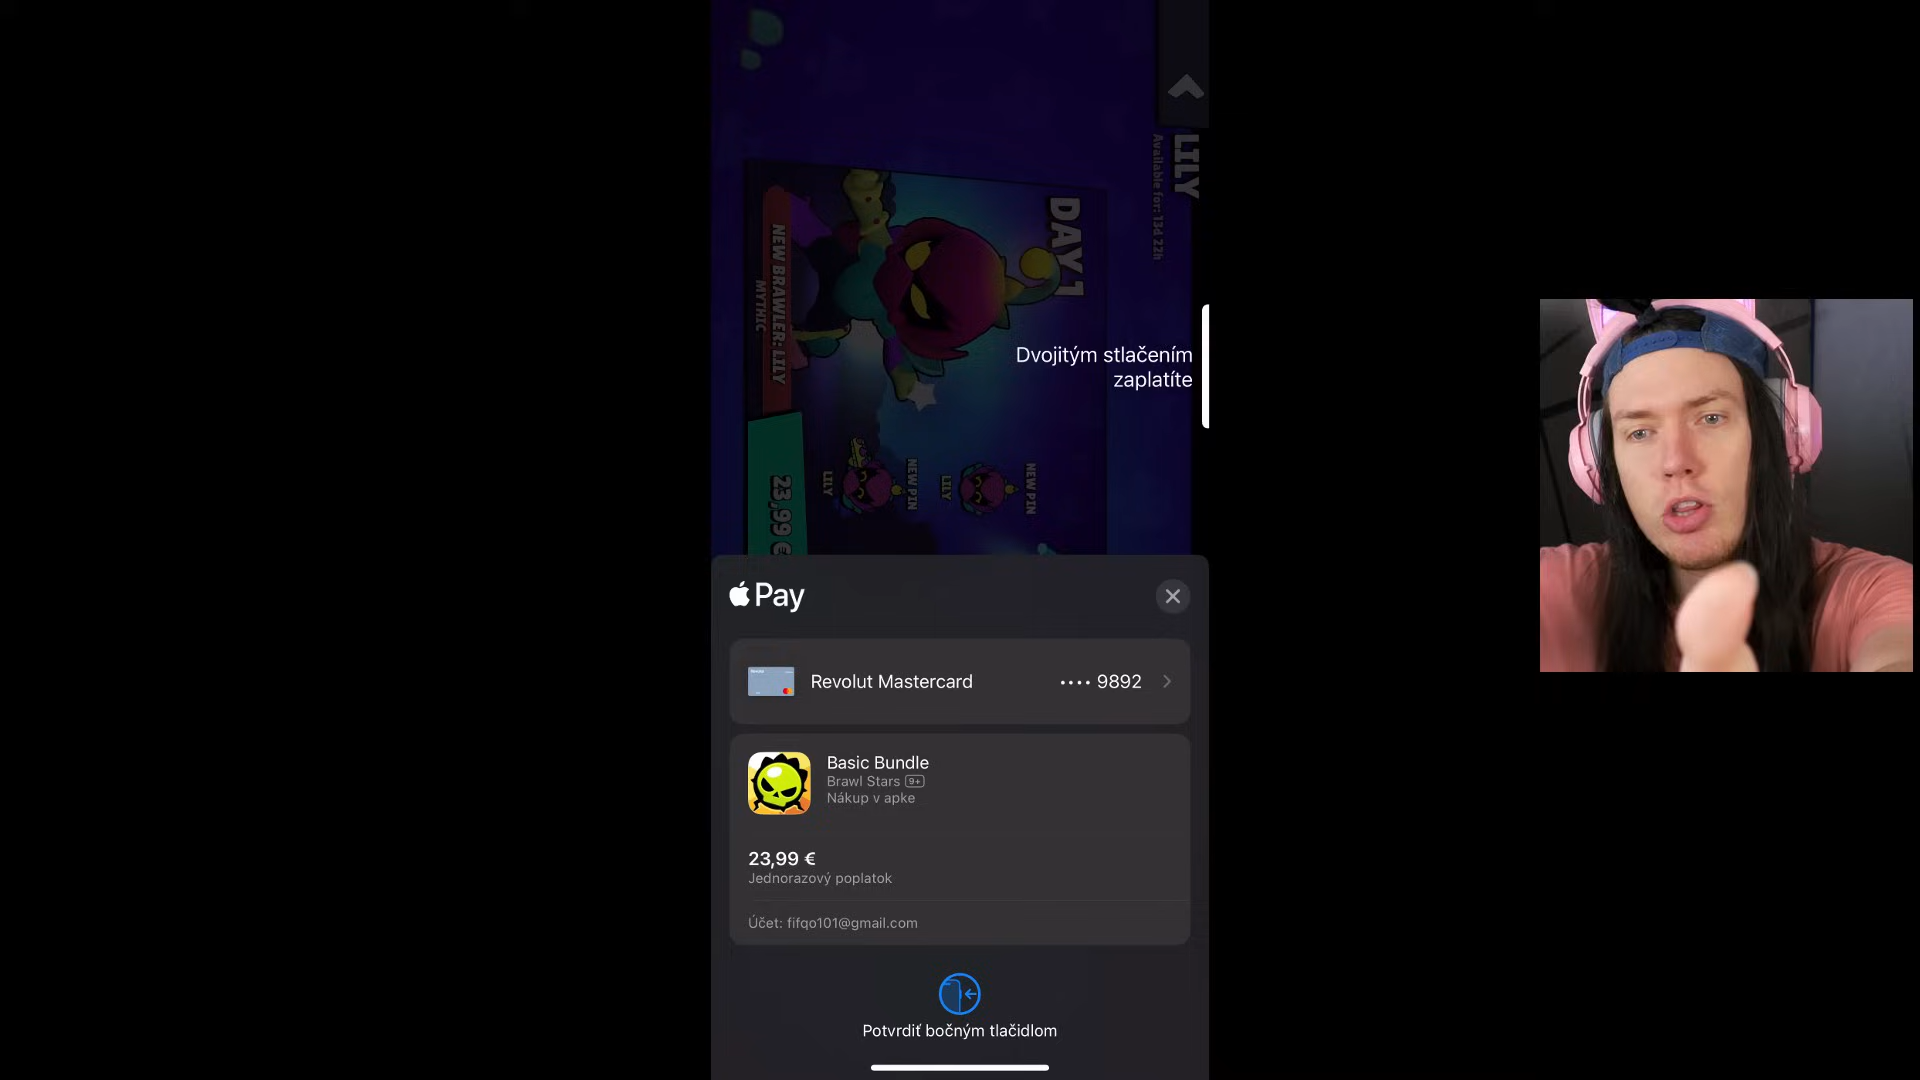 LILY
Available for: 13d 22h
DAY 1
NEW BRAWLER: LILY
MYTHIC
NEW PIN
LILY
NEW PIN
LILY
23,99 €
Dvojitým stlačením
zaplatíte
Pay
Revolut Mastercard
•••• 9892
Basic Bundle
Brawl Stars 9+
Nákup v apke
23,99 €
Jednorazový poplatok
Účet: fifqo101@gmail.com
Potvrdiť bočným tlačidlom